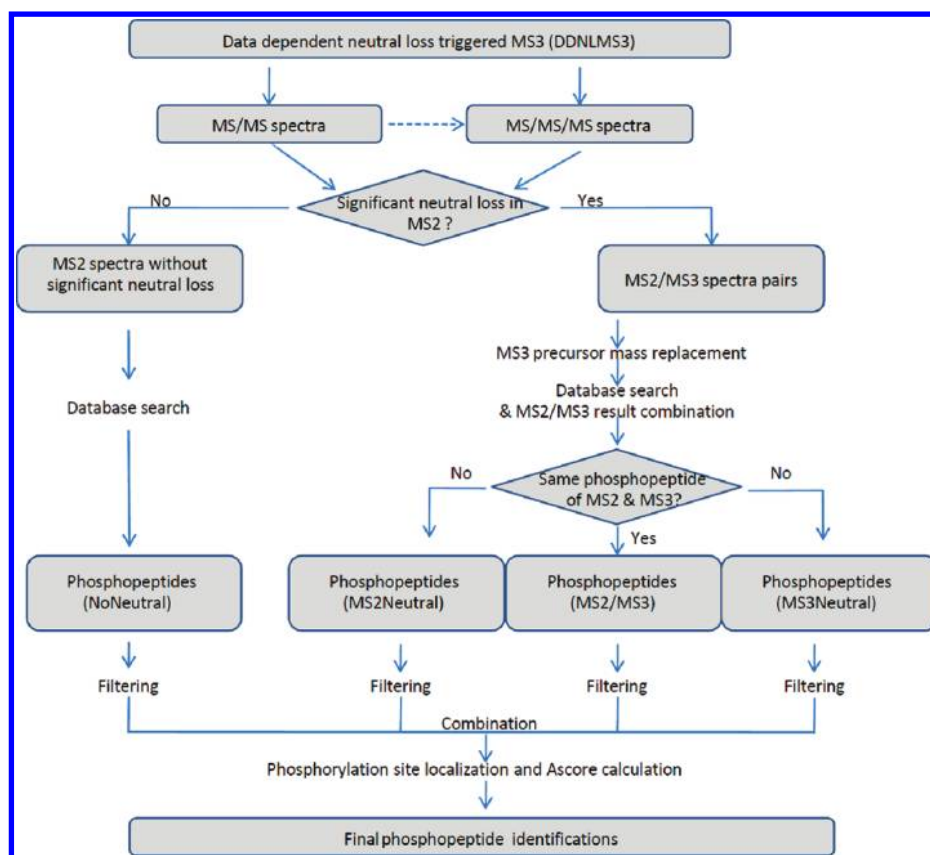 Data dependent neutral loss triggered MS3 (DDNLMS3)
MS/MS spectra
MS/MS/MS spectra
Significant neutral loss in
MS2 ?
No
Yes
MS2 spectra without
significant neutral loss
MS2/MS3 spectra pairs
MS3 precursor mass replacement
Database search
Database search
& MS2/MS3 result combination
No
Same phosphopeptide
of MS2 & MS3?
No
Yes
Phosphopeptides
(NoNeutral)
Phosphopeptides
(MS2Neutral)
Phosphopeptides
(MS2/MS3)
Phosphopeptides
(MS3Neutral)
Filtering
Filtering
Filtering
Filtering
Combination
Phosphorylation site localization and Ascore calculation
Final phosphopeptide identifications